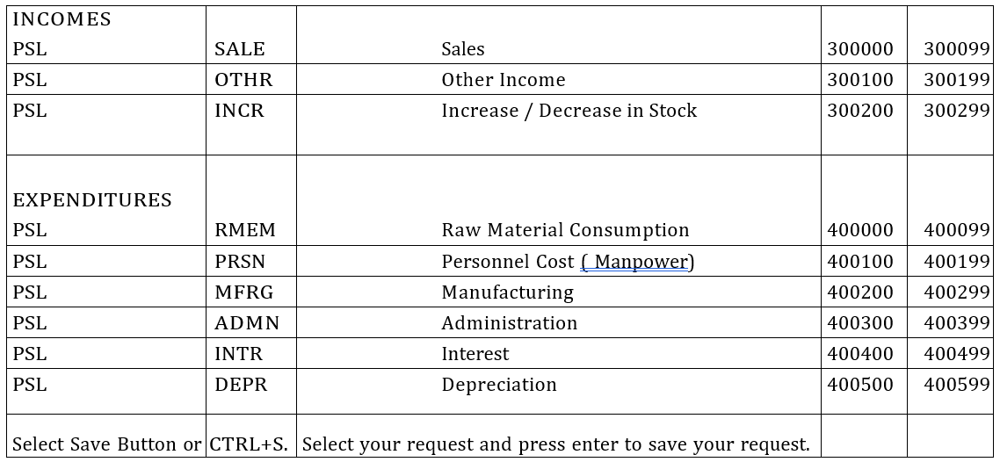 INCOMES
PSL SALE Sales 300000 300099
PSL OTHR Other Income 300100 300199
PSL INCR Increase / Decrease in Stock 300200 300299
EXPENDITURES
PSL RMEM Raw Material Consumption 400000 400099
PSL PRSN Personnel Cost ( Manpower) 400100 400199
PSL MFRG Manufacturing 400200 400299
PSL ADMN Administration 400300 400399
PSL INTR Interest 400400 400499
PSL DEPR Depreciation 400500 400599
Select Save Button or CTRL+S. Select your request and press enter to save your request.